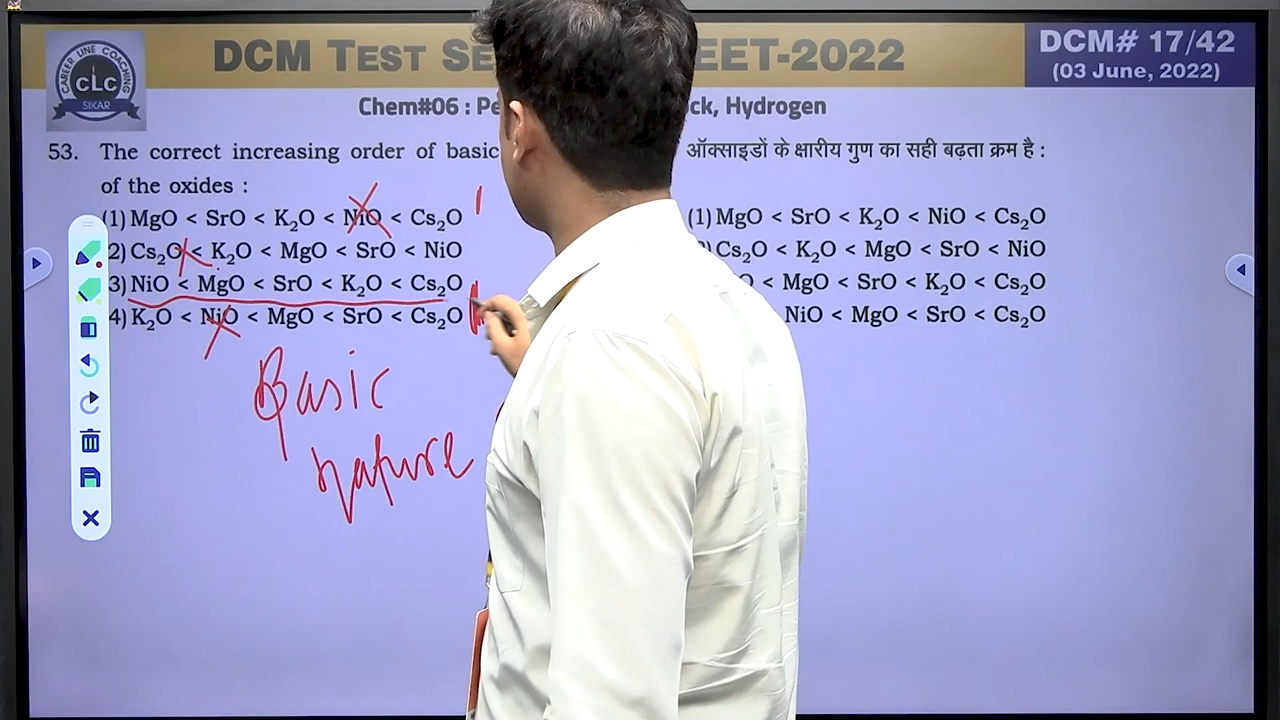 CAREER LINE COACHING
CLC
SIKAR
DCM TEST SE EET-2022
DCM# 17/42
(03 June, 2022)
Chem#06 : Pe ck, Hydrogen
53. The correct increasing order of basic
of the oxides :
(1) MgO < SrO < K₂O < NiO < Cs₂O
2) Cs₂O < K₂O < MgO < SrO < NiO
3) NiO < MgO < SrO < K₂O < Cs₂O
4) K₂O < NiO < MgO < SrO < Cs₂O
Basic
nature
ऑक्साइडों के क्षारीय गुण का सही बढ़ता क्रम है :
(1) MgO < SrO < K₂O < NiO < Cs₂O
) Cs₂O < K₂O < MgO < SrO < NiO
O < MgO < SrO < K₂O < Cs₂O
NiO < MgO < SrO < Cs₂O